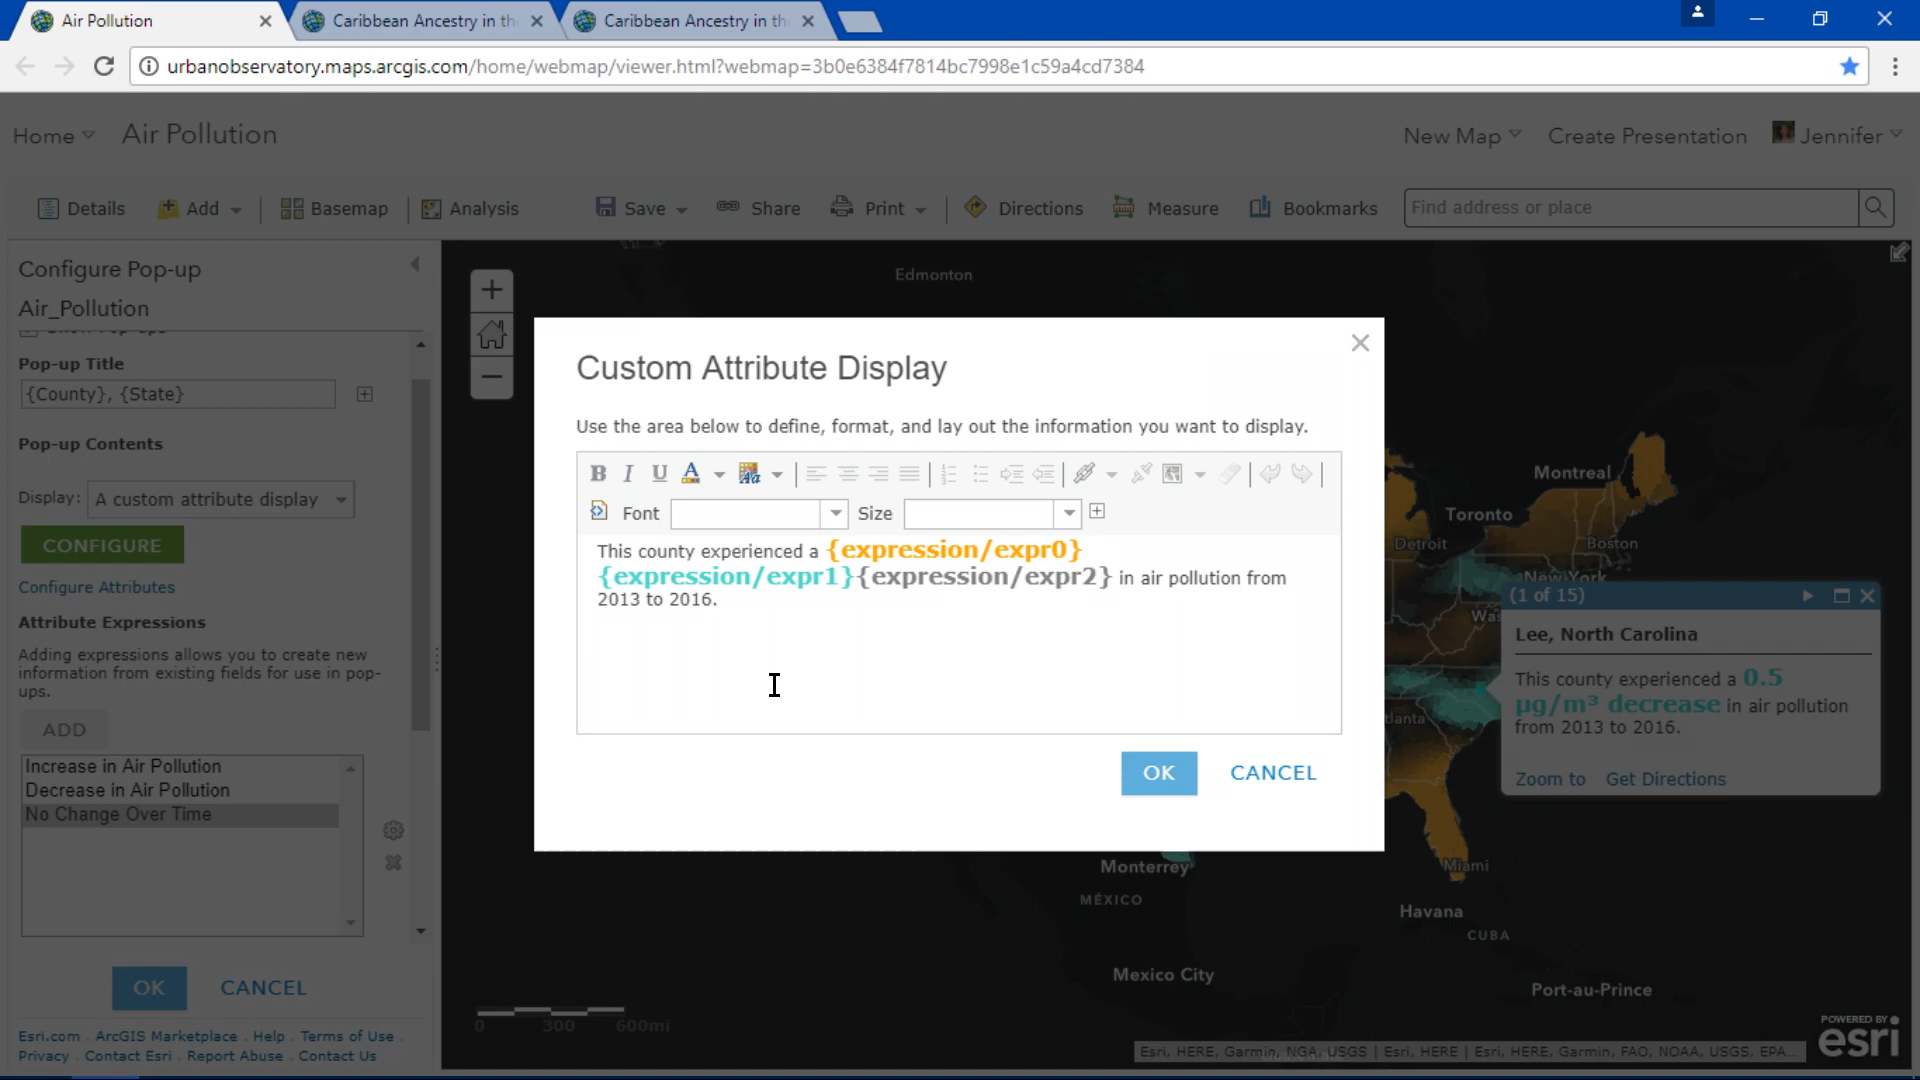 Air Pollution
Caribbean Ancestry in th
Caribbean Ancestry in th
urbanobservatory.maps.arcgis.com/home/webmap/viewer.html?webmap=3b0e6384f7814bc7998e1c59a4cd7384
Home Air Pollution
New Map Create Presentation Jennifer
Details Add Basemap Analysis Save Share Print Directions Measure Bookmarks Find address or place
Configure Pop-up
Air_Pollution
Pop-up Title
{County}, {State}
Pop-up Contents
Display: A custom attribute display
CONFIGURE
Configure Attributes
Attribute Expressions
Adding expressions allows you to create new
information from existing fields for use in pop-
ups.
ADD
Increase in Air Pollution
Decrease in Air Pollution
No Change Over Time
OK CANCEL
Esri.com . ArcGIS Marketplace . Help . Terms of Use .
Privacy . Contact Esri . Report Abuse . Contact Us
Custom Attribute Display
Use the area below to define, format, and lay out the information you want to display.
B I U A Aa
Font Size
This county experienced a {expression/expr0}
{expression/expr1}{expression/expr2} in air pollution from
2013 to 2016.
OK CANCEL
Edmonton
Montreal
Toronto
Detroit
Boston
New York
(1 of 15)
Lee, North Carolina
This county experienced a 0.5
µg/m³ decrease in air pollution
from 2013 to 2016.
Zoom to Get Directions
Miami
Monterrey
MÉXICO
Havana
CUBA
Mexico City
Port-au-Prince
0 300 600mi
POWERED BY
esri
Esri, HERE, Garmin, NGA, USGS | Esri, HERE | Esri, HERE, Garmin, FAO, NOAA, USGS, EPA...